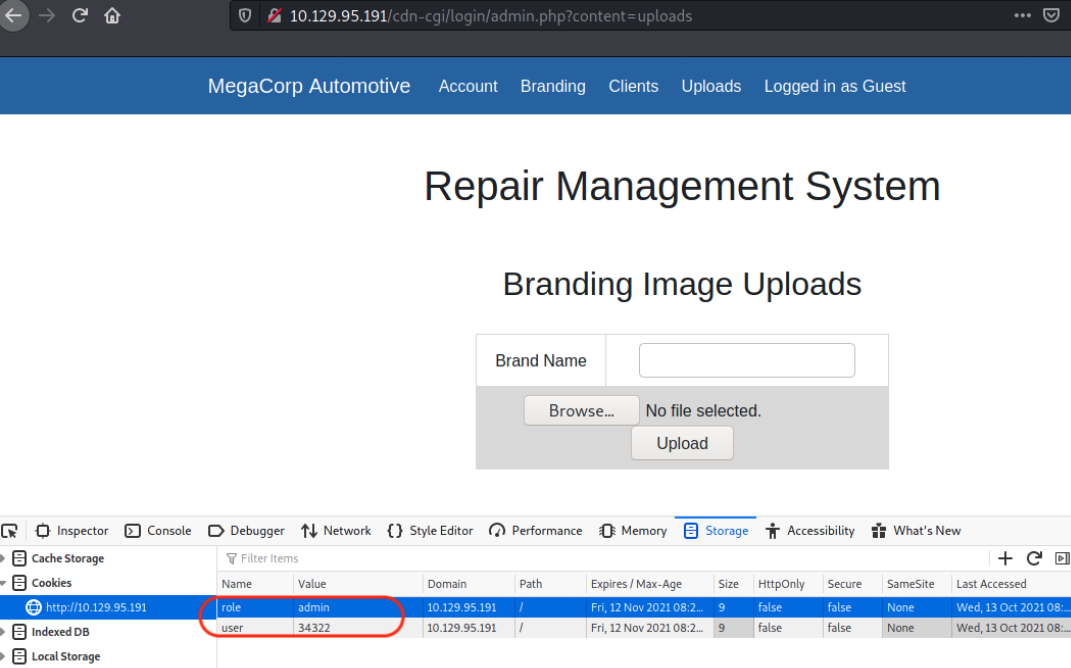 10.129.95.191/cdn-cgi/login/admin.php?content=uploads
MegaCorp Automotive Account Branding Clients Uploads Logged in as Guest
Repair Management System
Branding Image Uploads
Brand Name
Browse... No file selected.
Upload
Inspector Console Debugger Network Style Editor Performance Memory Storage Accessibility What's New
Cache Storage Filter Items
Cookies Name Value Domain Path Expires / Max-Age Size HttpOnly Secure SameSite Last Accessed
http://10.129.95.191 role admin 10.129.95.191 / Fri, 12 Nov 2021 08:2... 9 false false None Wed, 13 Oct 2021 08:...
Indexed DB user 34322 10.129.95.191 / Fri, 12 Nov 2021 08:2... 9 false false None Wed, 13 Oct 2021 08:...
Local Storage